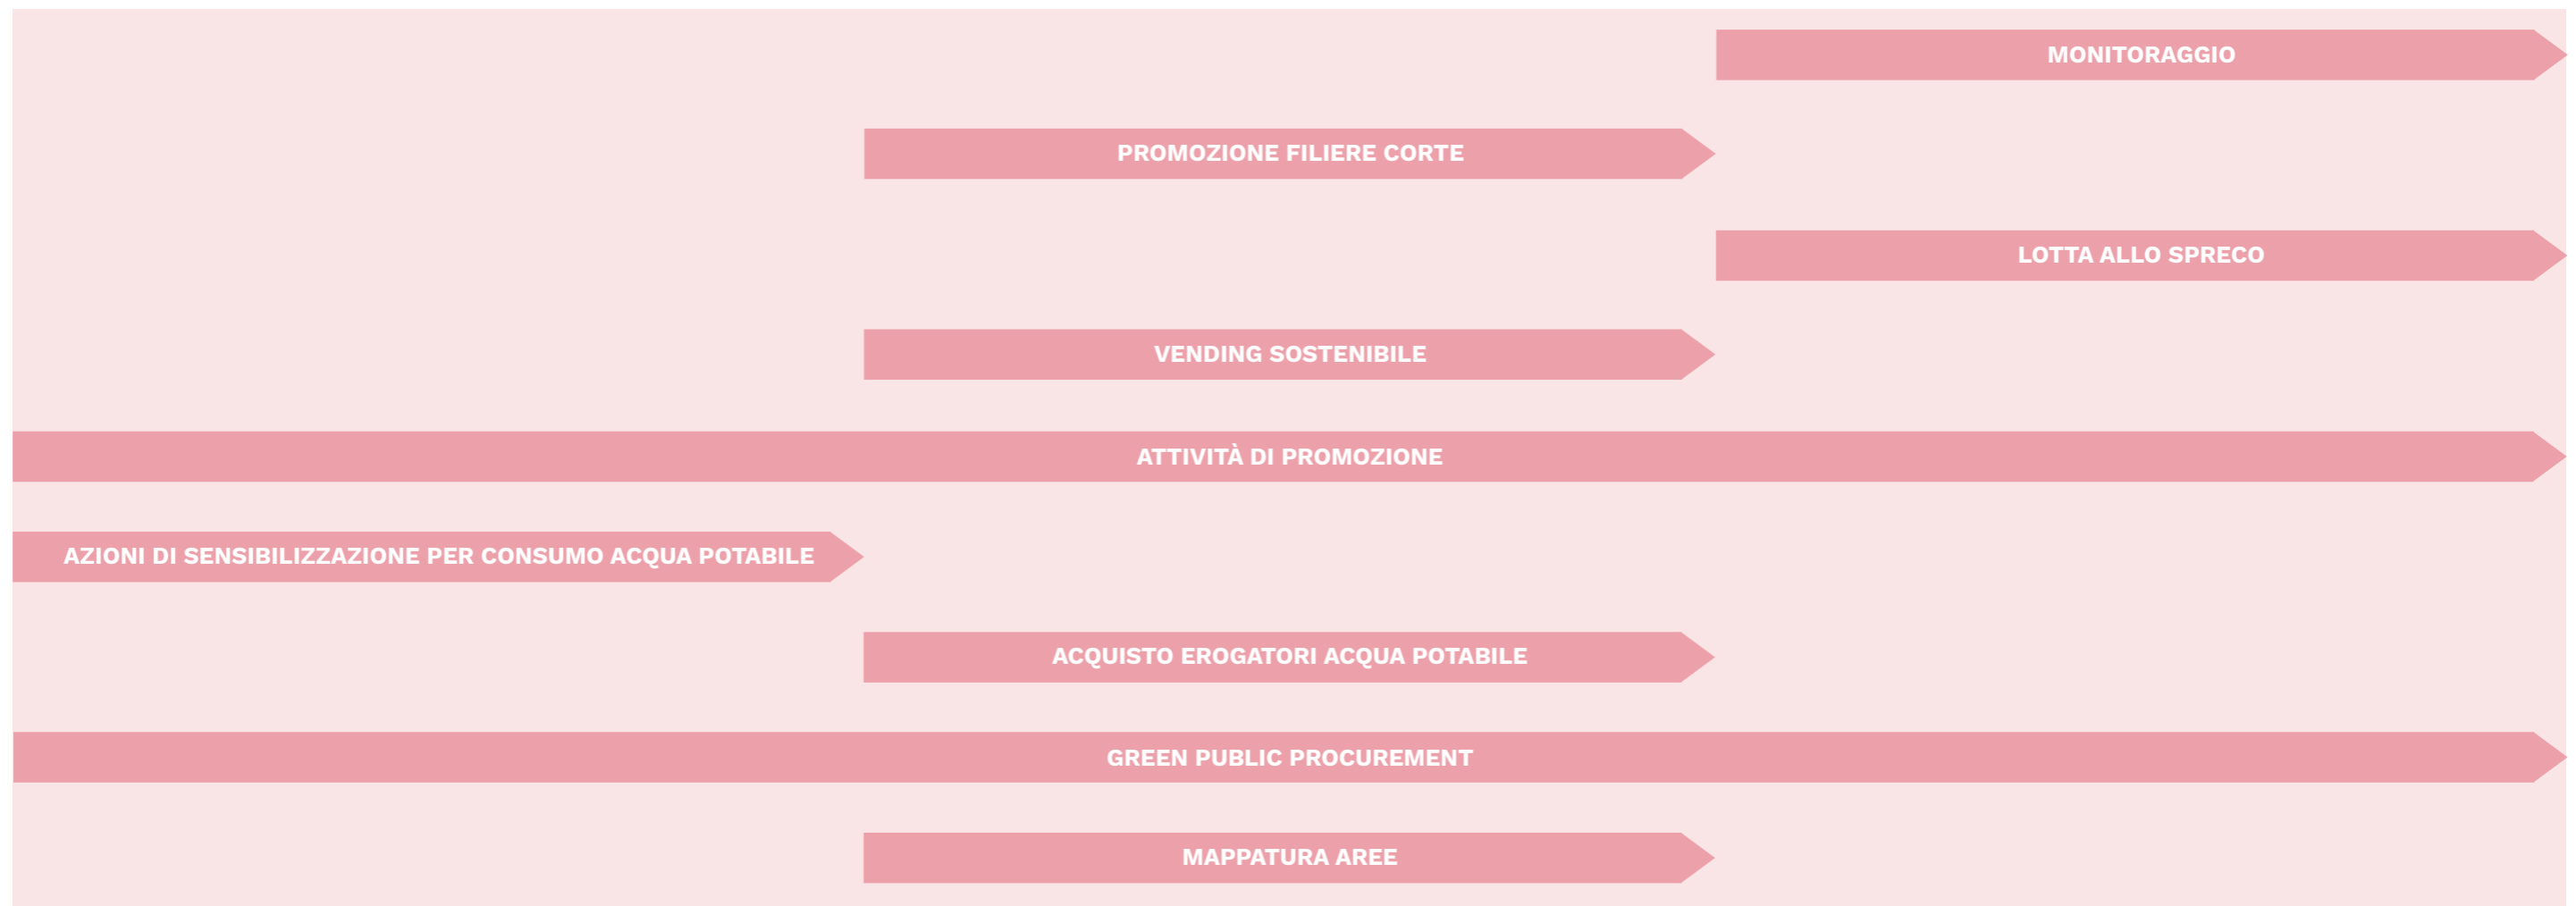 MONITORAGGIO
PROMOZIONE FILIERE CORTE
LOTTA ALLO SPRECO
VENDING SOSTENIBILE
ATTIVITÀ DI PROMOZIONE
AZIONI DI SENSIBILIZZAZIONE PER CONSUMO ACQUA POTABILE
ACQUISTO EROGATORI ACQUA POTABILE
GREEN PUBLIC PROCUREMENT
MAPPATURA AREE